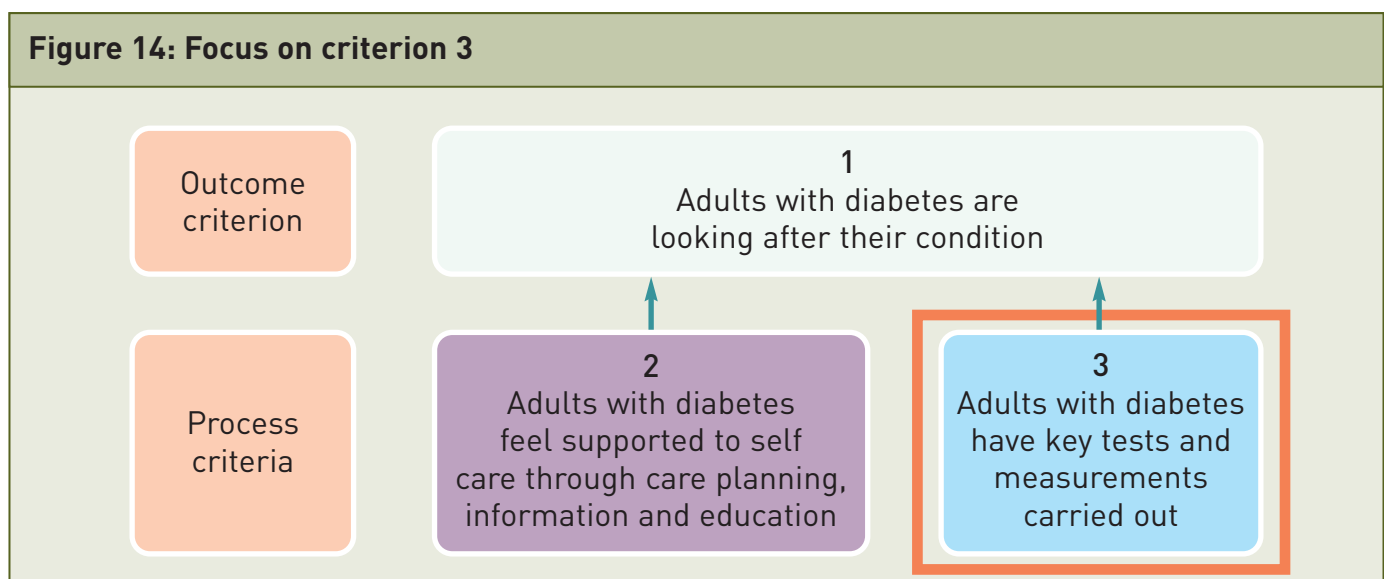 Figure 14: Focus on criterion 3
Outcome
criterion
1
Adults with diabetes are
looking after their condition
Process
criteria
2
Adults with diabetes
feel supported to self
care through care planning,
information and education
3
Adults with diabetes
have key tests and
measurements
carried out